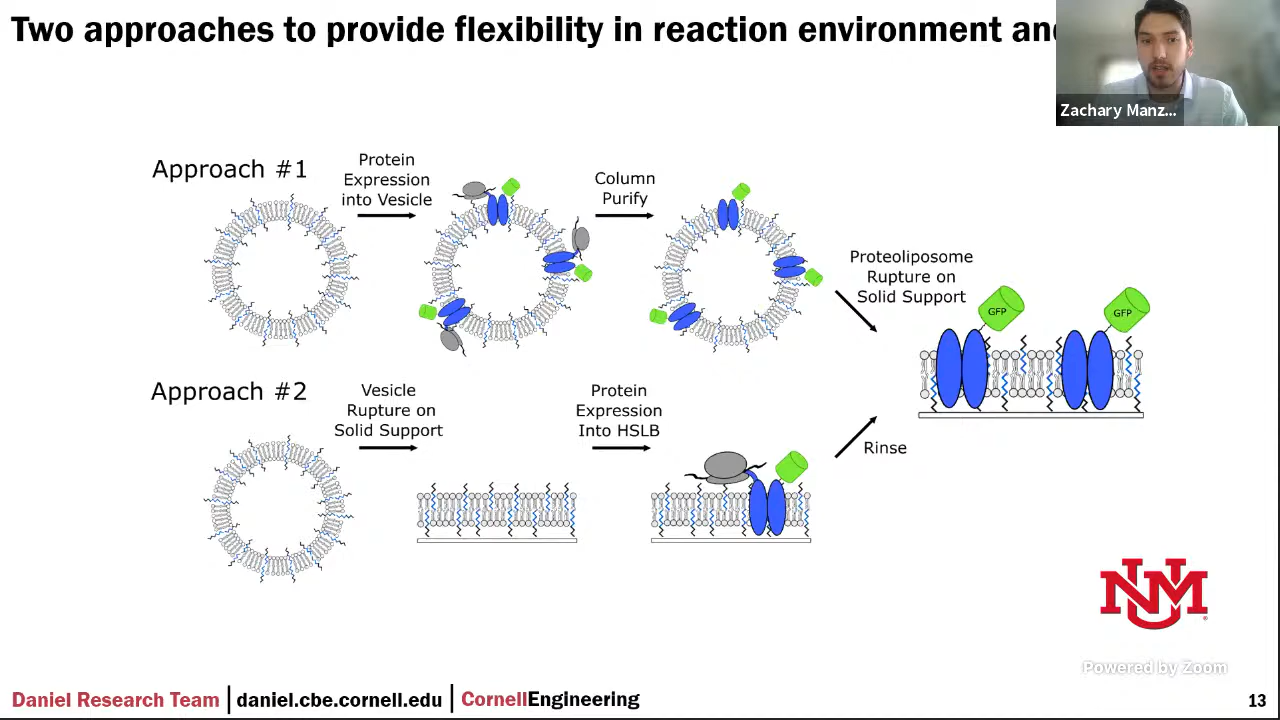 Two approaches to provide flexibility in reaction environment and
Zachary Manz...
Approach #1
Protein
Expression
into Vesicle
Column
Purify
Proteoliposome
Rupture on
Solid Support
GFP
GFP
Approach #2
Vesicle
Rupture on
Solid Support
Protein
Expression
Into HSLB
Rinse
UNM
Powered by Zoom
Daniel Research Team
daniel.cbe.cornell.edu
CornellEngineering
13